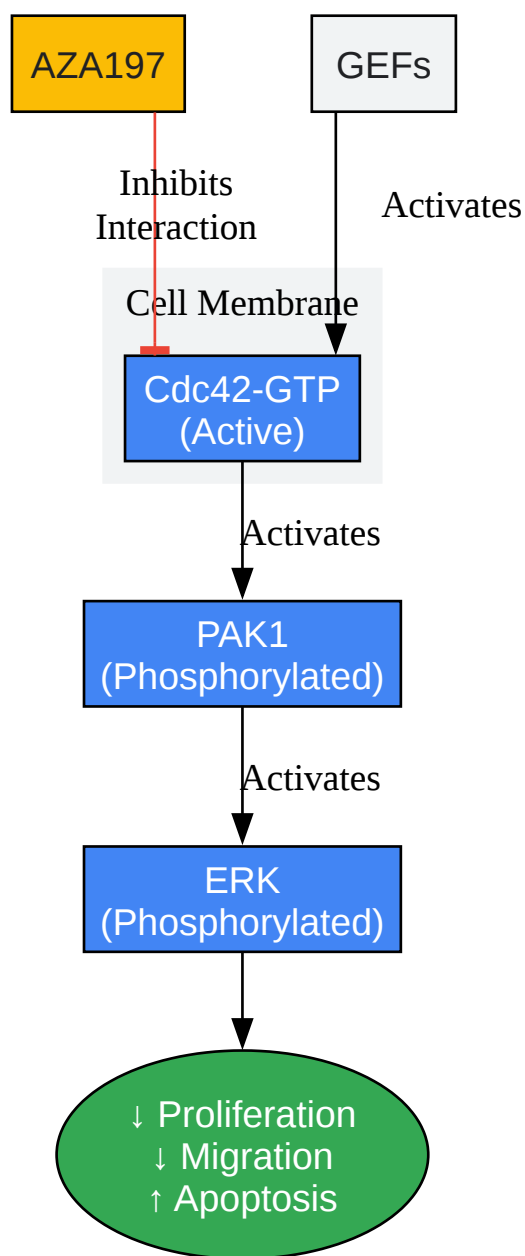 AZA197
GEFs
Inhibits
Interaction
Activates
Cell Membrane
Cdc42-GTP
(Active)
Activates
PAK1
(Phosphorylated)
Activates
ERK
(Phosphorylated)
↓ Proliferation
↓ Migration
↑ Apoptosis